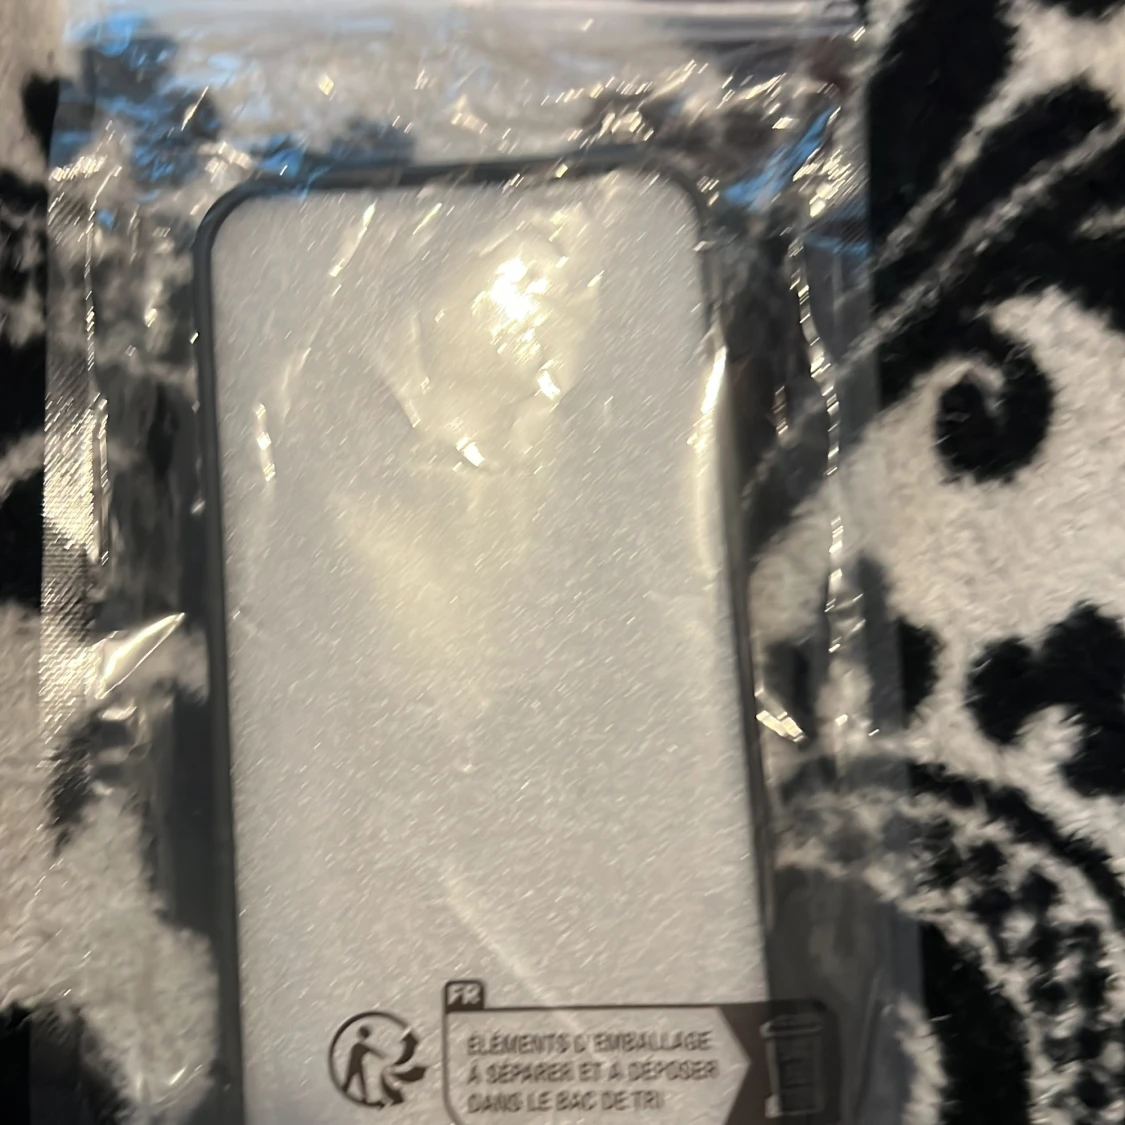 FR
ÉLÉMENTS D'EMBALLAGE
À SÉPARER ET À DÉPOSER
DANS LE BAC DE TRI